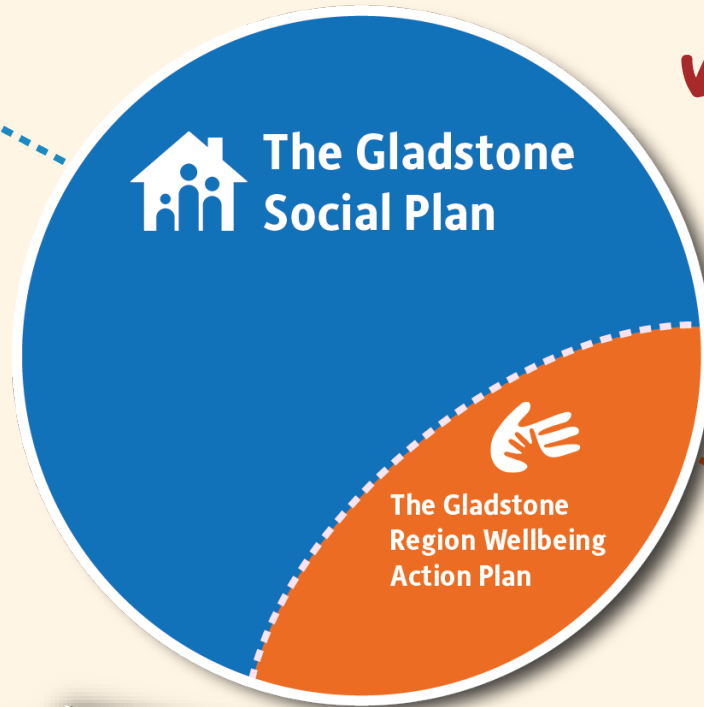 The Gladstone
Social Plan
The Gladstone
Region Wellbeing
Action Plan